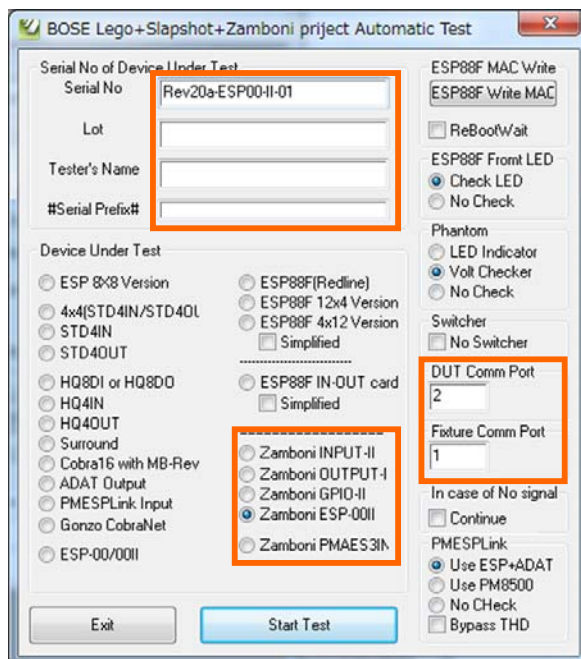 BOSE Lego+Slapshot+Zamboni priject Automatic Test
Serial No of Device Under Test
Serial No
Rev20a-ESP00-II-01
Lot
Tester's Name
#Serial Prefix#
ESP88F MAC Write
ESP88F Write MAC
ReBootWait
ESP88F Fromt LED
Check LED
No Check
Phantom
LED Indicator
Volt Checker
No Check
Switcher
No Switcher
DUT Comm Port
2
Fixture Comm Port
1
In case of No signal
Continue
PMESPLink
Use ESP+ADAT
Use PM8500
No CHeck
Bypass THD
Device Under Test
ESP 8X8 Version
4x4(STD4IN/STD4OU
STD4IN
STD4OUT
HQ8DI or HQ8DO
HQ4IN
HQ4OUT
Surround
Cobra16 with MB-Rev
ADAT Output
PMESPLink Input
Gonzo CobraNet
ESP-00/00II
ESP88F(Redline)
ESP88F 12x4 Version
ESP88F 4x12 Version
Simplified
ESP88F IN-OUT card
Simplified
Zamboni INPUT-II
Zamboni OUTPUT-I
Zamboni GPIO-II
Zamboni ESP-00II
Zamboni PMAES3IN
Exit
Start Test